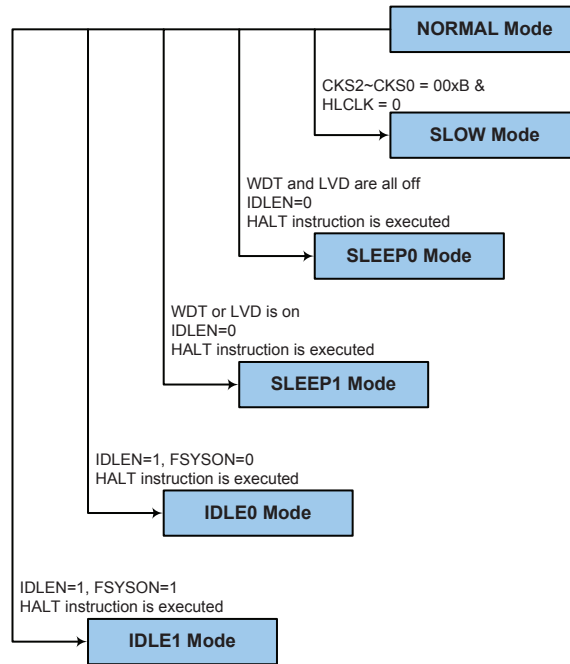 NORMAL Mode
CKS2~CKS0 = 00xB &
HLCLK = 0
SLOW Mode
WDT and LVD are all off
IDLEN=0
HALT instruction is executed
SLEEP0 Mode
WDT or LVD is on
IDLEN=0
HALT instruction is executed
SLEEP1 Mode
IDLEN=1, FSYSON=0
HALT instruction is executed
IDLE0 Mode
IDLEN=1, FSYSON=1
HALT instruction is executed
IDLE1 Mode